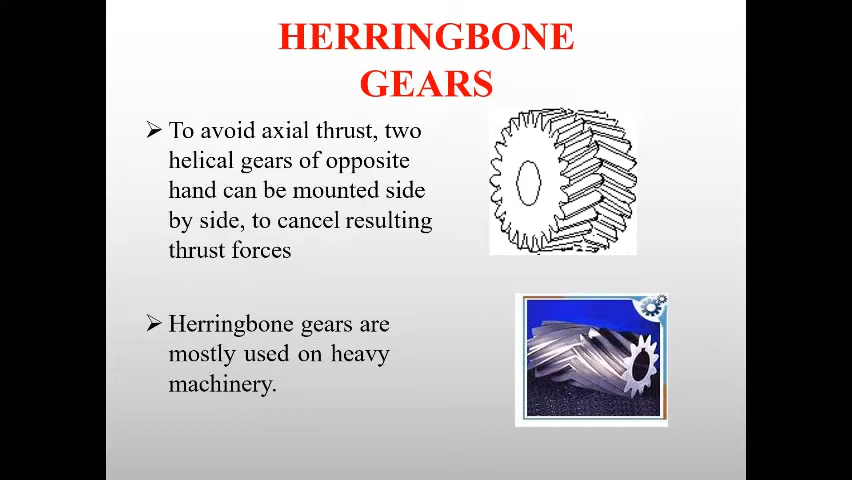 HERRINGBONE
GEARS
➢ To avoid axial thrust, two
helical gears of opposite
hand can be mounted side
by side, to cancel resulting
thrust forces
➢ Herringbone gears are
mostly used on heavy
machinery.